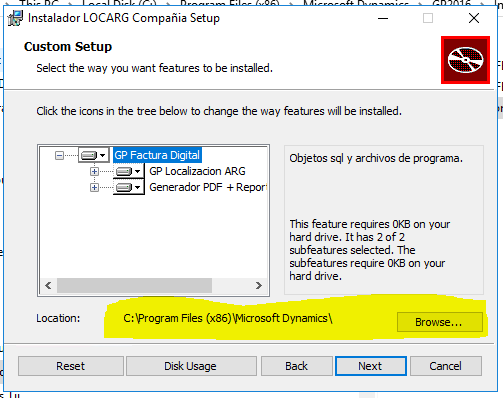 This PC > Local Disk (C:) > Program Files (x86) > Microsoft Dynamics > GP2016 >
Instalador LOCARG Compañia Setup
Custom Setup
Select the way you want features to be installed.
Click the icons in the tree below to change the way features will be installed.
GP Factura Digital
GP Localizacion ARG
Generador PDF + Report
Objetos sql y archivos de programa.
This feature requires 0KB on your
hard drive. It has 2 of 2
subfeatures selected. The
subfeatures require 0KB on your
hard drive.
Location:
C:\Program Files (x86)\Microsoft Dynamics\
Browse...
Reset
Disk Usage
Back
Next
Cancel